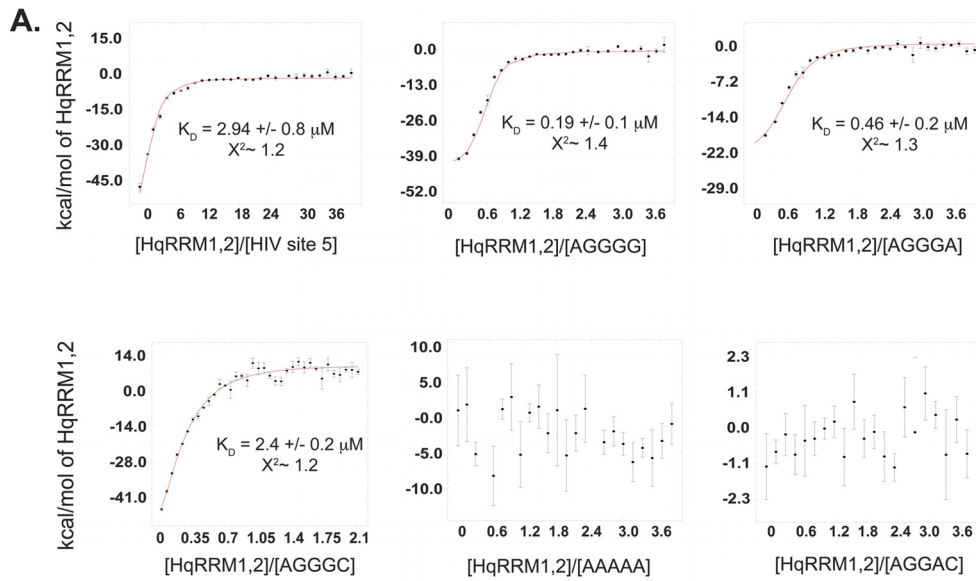 A.
kcal/mol of HqRRM1,2
15.0
0.0
-15.0
-30.0
-45.0
K_D = 2.94 +/- 0.8 µM
X²~ 1.2
0 6 12 18 24 30 36
[HqRRM1,2]/[HIV site 5]
0.0
-13.0
-26.0
-39.0
-52.0
K_D = 0.19 +/- 0.1 µM
X²~ 1.4
0 0.6 1.2 1.8 2.4 3.0 3.6
[HqRRM1,2]/[AGGGG]
0.0
-7.2
-14.0
-22.0
-29.0
K_D = 0.46 +/- 0.2 µM
X²~ 1.3
0 0.6 1.2 1.8 2.4 3.0 3.6
[HqRRM1,2]/[AGGGA]
kcal/mol of HqRRM1,2
14.0
0.0
-14.0
-28.0
-41.0
K_D = 2.4 +/- 0.2 µM
X²~ 1.2
0 0.35 0.7 1.05 1.4 1.75 2.1
[HqRRM1,2]/[AGGGC]
10.0
5.0
-0.0
-5.0
-10.0
0 0.6 1.2 1.8 2.4 3.0 3.6
[HqRRM1,2]/[AAAAA]
2.3
1.1
0.0
-1.1
-2.3
0 0.6 1.2 1.8 2.4 3.0 3.6
[HqRRM1,2]/[AGGAC]